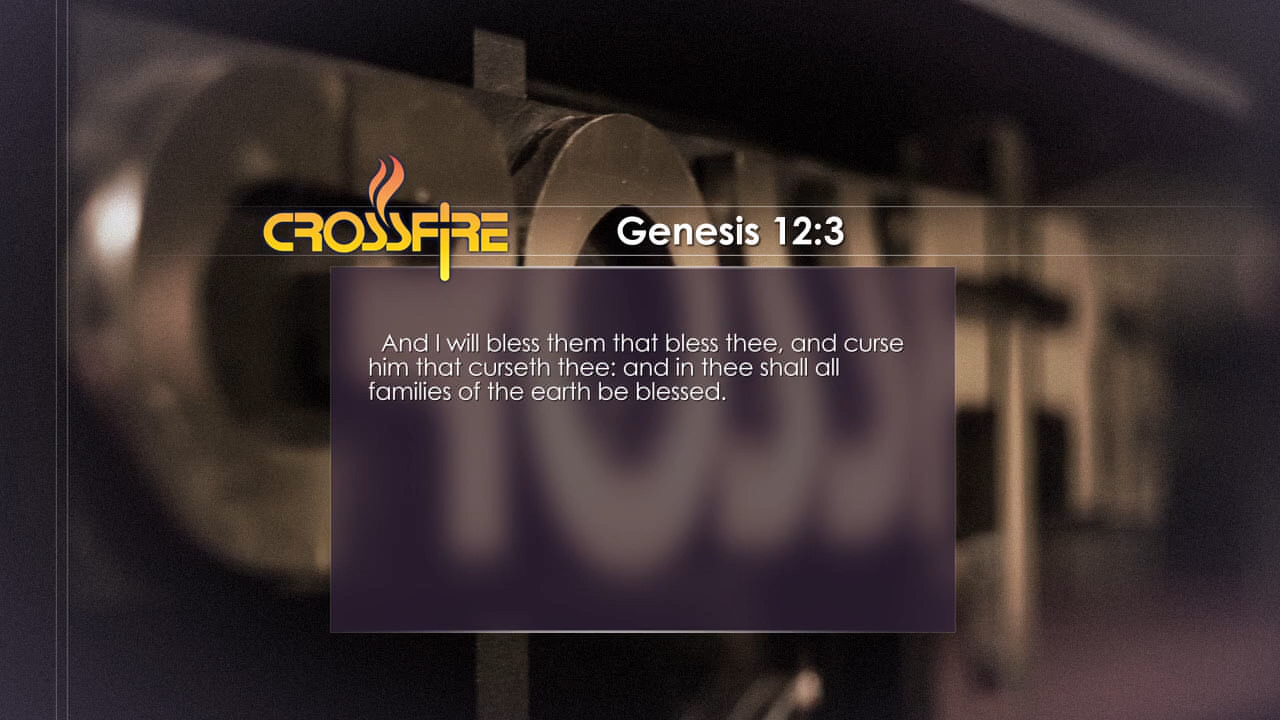 CROSSFIRE
Genesis 12:3
And I will bless them that bless thee, and curse
him that curseth thee: and in thee shall all
families of the earth be blessed.